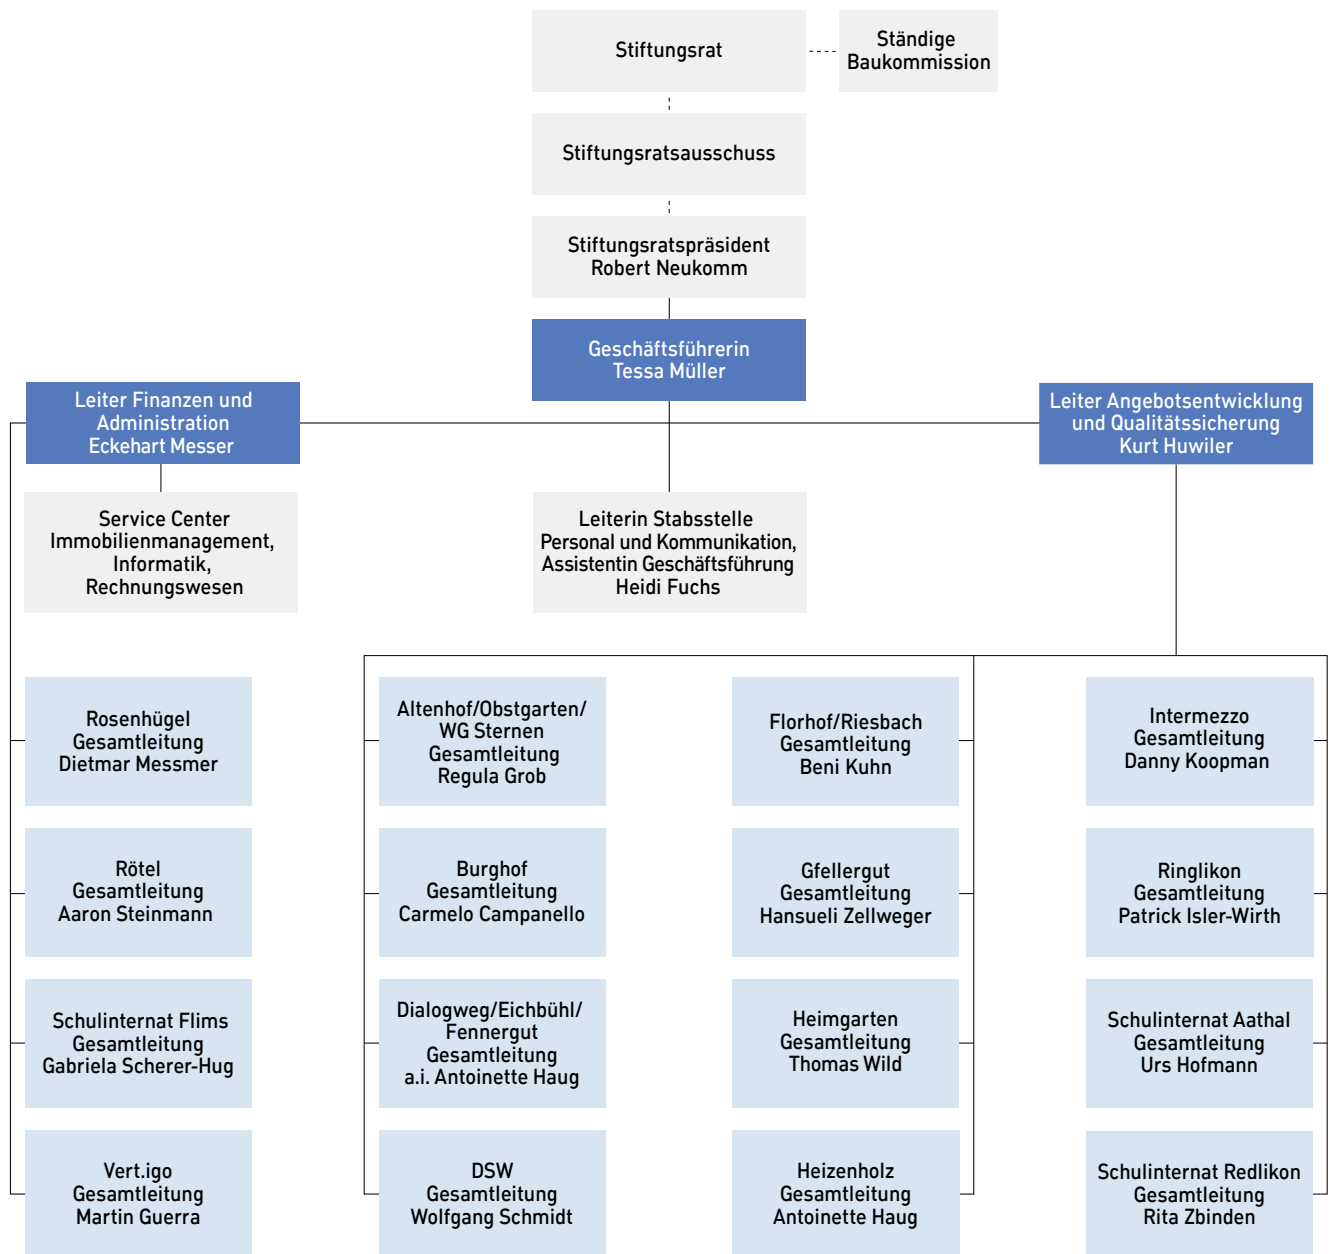 Stiftungsrat
Ständige
Baukommission
Stiftungsratsausschuss
Stiftungsratspräsident
Robert Neukomm
Geschäftsführerin
Tessa Müller
Leiter Finanzen und
Administration
Eckehart Messer
Leiter Angebotsentwicklung
und Qualitätssicherung
Kurt Huwiler
Service Center
Immobilienmanagement,
Informatik,
Rechnungswesen
Leiterin Stabsstelle
Personal und Kommunikation,
Assistentin Geschäftsführung
Heidi Fuchs
Rosenhügel
Gesamtleitung
Dietmar Messmer
Altenhof/Obstgarten/
WG Sternen
Gesamtleitung
Regula Grob
Florhof/Riesbach
Gesamtleitung
Beni Kuhn
Intermezzo
Gesamtleitung
Danny Koopman
Rötel
Gesamtleitung
Aaron Steinmann
Burghof
Gesamtleitung
Carmelo Campanello
Gfellergut
Gesamtleitung
Hansueli Zellweger
Ringlikon
Gesamtleitung
Patrick Isler-Wirth
Schulinternat Flims
Gesamtleitung
Gabriela Scherer-Hug
Dialogweg/Eichbühl/
Fennergut
Gesamtleitung
a.i. Antoinette Haug
Heimgarten
Gesamtleitung
Thomas Wild
Schulinternat Aathal
Gesamtleitung
Urs Hofmann
Vert.igo
Gesamtleitung
Martin Guerra
DSW
Gesamtleitung
Wolfgang Schmidt
Heizenholz
Gesamtleitung
Antoinette Haug
Schulinternat Redlikon
Gesamtleitung
Rita Zbinden